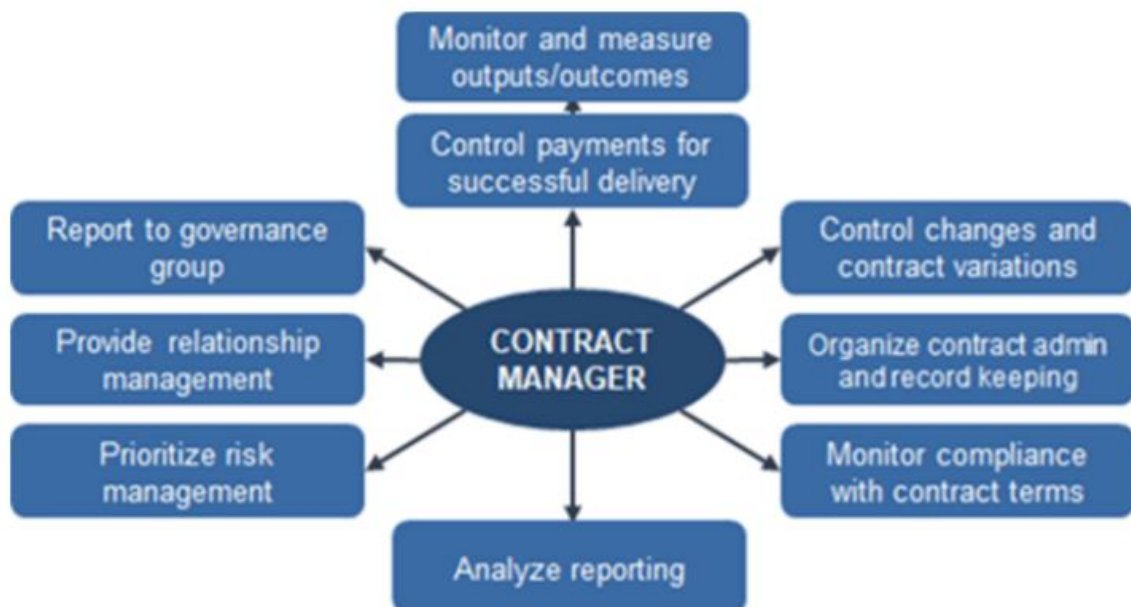 Monitor and measure
outputs/outcomes
Control payments for
successful delivery
Report to governance
group
Control changes and
contract variations
Provide relationship
management
CONTRACT
MANAGER
Organize contract admin
and record keeping
Prioritize risk
management
Monitor compliance
with contract terms
Analyze reporting